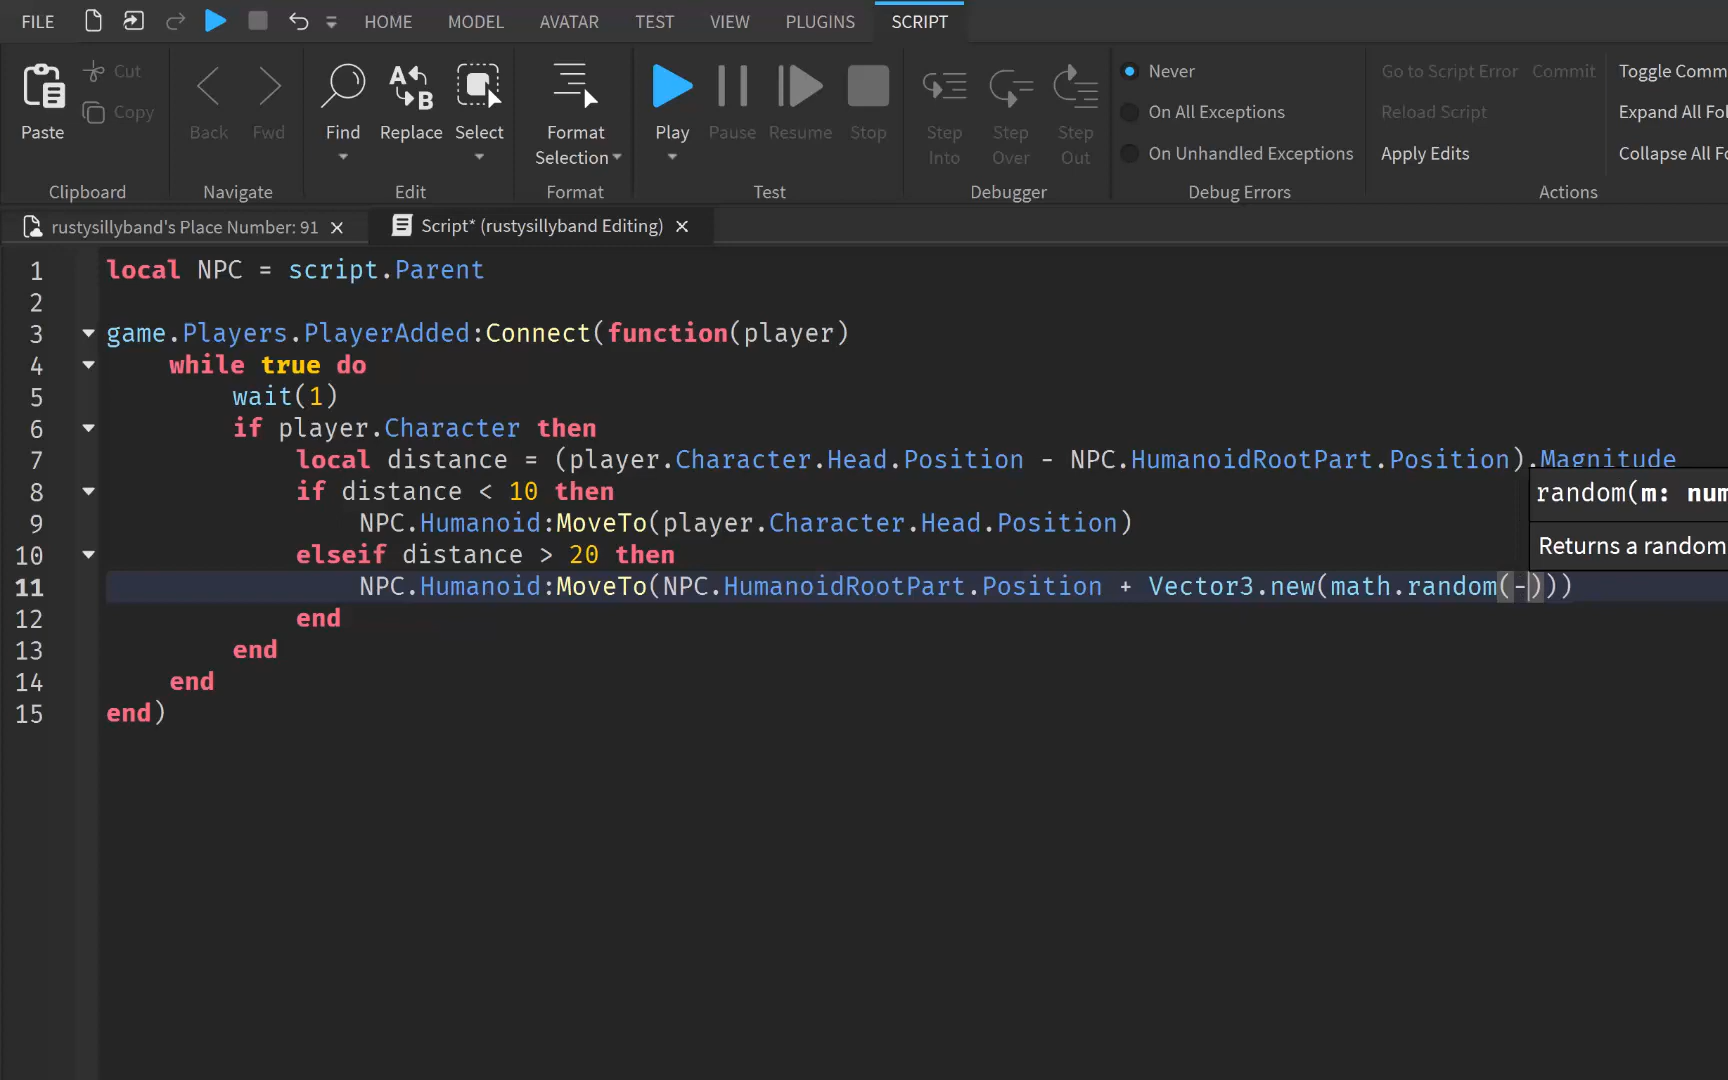 FILE HOME MODEL AVATAR TEST VIEW PLUGINS SCRIPT
Paste Cut Copy Back Fwd Find Replace Select Format Selection Play Pause Resume Stop Step Into Step Over Step Out Never On All Exceptions On Unhandled Exceptions Go to Script Error Commit Reload Script Apply Edits Toggle Comm Expand All Fol Collapse All Fo
Clipboard Navigate Edit Format Test Debugger Debug Errors Actions
rustysillyband's Place Number: 91 × Script* (rustysillyband Editing) ×
1 local NPC = script.Parent
2
3 game.Players.PlayerAdded:Connect(function(player)
4 while true do
5 wait(1)
6 if player.Character then
7 local distance = (player.Character.Head.Position - NPC.HumanoidRootPart.Position).Magnitude
8 if distance < 10 then
random(m: num
9 NPC.Humanoid:MoveTo(player.Character.Head.Position)
Returns a random
10 elseif distance > 20 then
11 NPC.Humanoid:MoveTo(NPC.HumanoidRootPart.Position + Vector3.new(math.random(-)))
12 end
13 end
14 end
15 end)